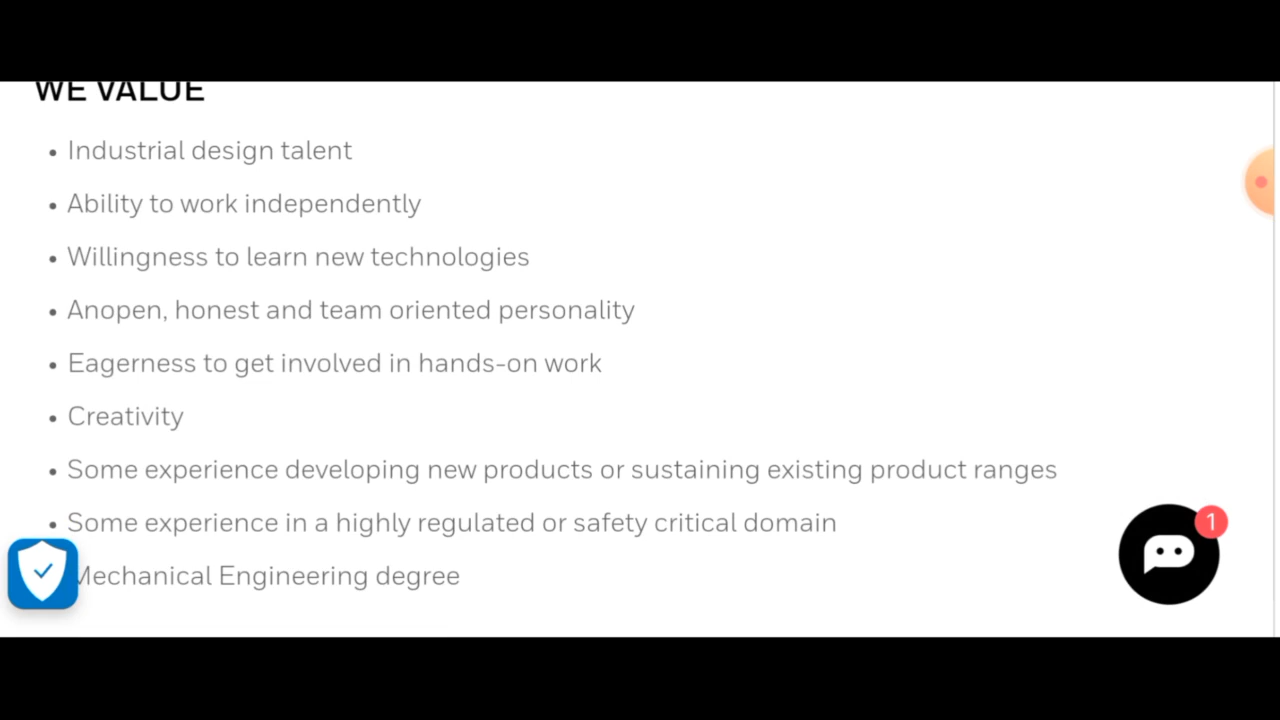 WE VALUE
• Industrial design talent
• Ability to work independently
• Willingness to learn new technologies
• Anopen, honest and team oriented personality
• Eagerness to get involved in hands-on work
• Creativity
• Some experience developing new products or sustaining existing product ranges
• Some experience in a highly regulated or safety critical domain
1
Mechanical Engineering degree